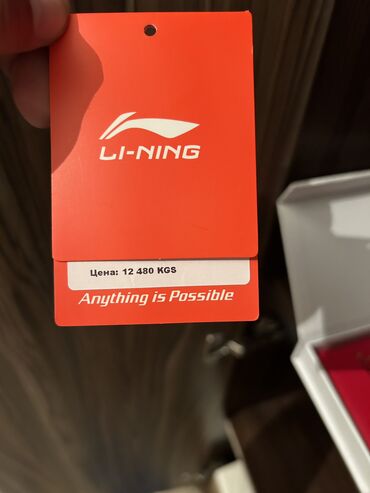 LI-NING
Цена: 12 480 KGS
Anything is Possible